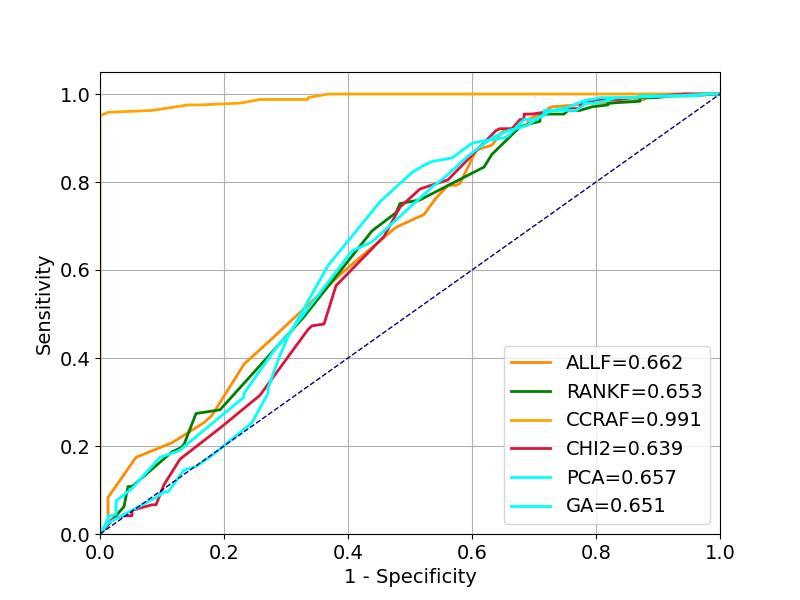 1.0
0.8
0.6
0.4
0.2
0.0
Sensitivity
ALLF=0.662
RANKF=0.653
CCRAF=0.991
CHI2=0.639
PCA=0.657
GA=0.651
0.0 0.2 0.4 0.6 0.8 1.0
1 - Specificity